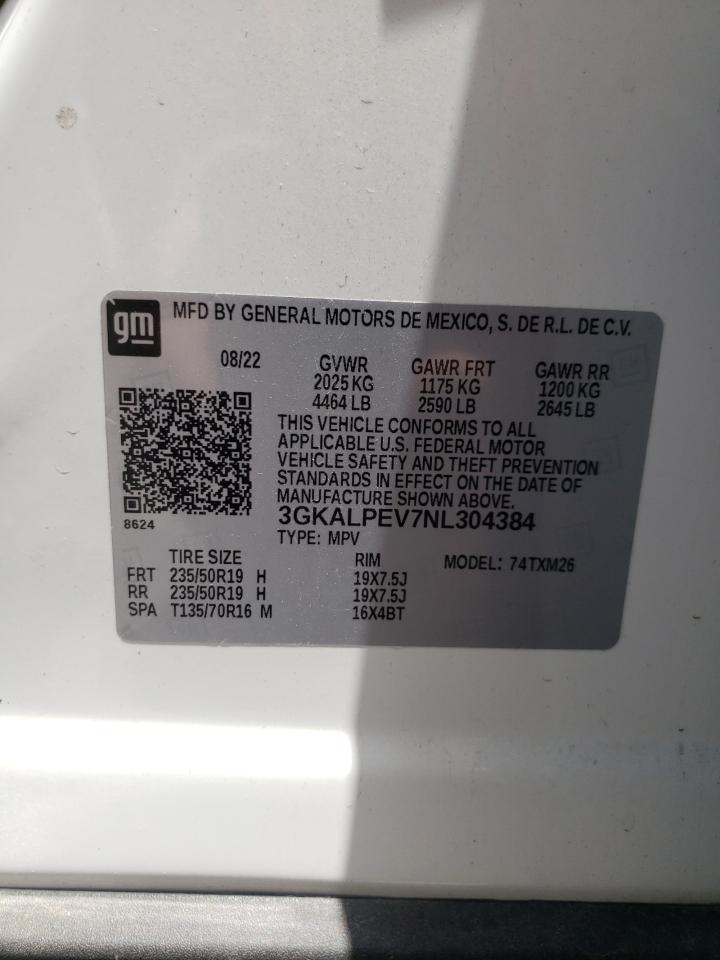 gm
MFD BY GENERAL MOTORS DE MEXICO, S. DE R.L. DE C.V.
08/22 GVWR GAWR FRT GAWR RR
2025 KG 1175 KG 1200 KG
4464 LB 2590 LB 2645 LB
THIS VEHICLE CONFORMS TO ALL
APPLICABLE U.S. FEDERAL MOTOR
VEHICLE SAFETY AND THEFT PREVENTION
STANDARDS IN EFFECT ON THE DATE OF
MANUFACTURE SHOWN ABOVE.
8624 3GKALPEV7NL304384
TYPE: MPV
TIRE SIZE RIM MODEL: 74TXM26
FRT 235/50R19 H 19X7.5J
RR 235/50R19 H 19X7.5J
SPA T135/70R16 M 16X4BT